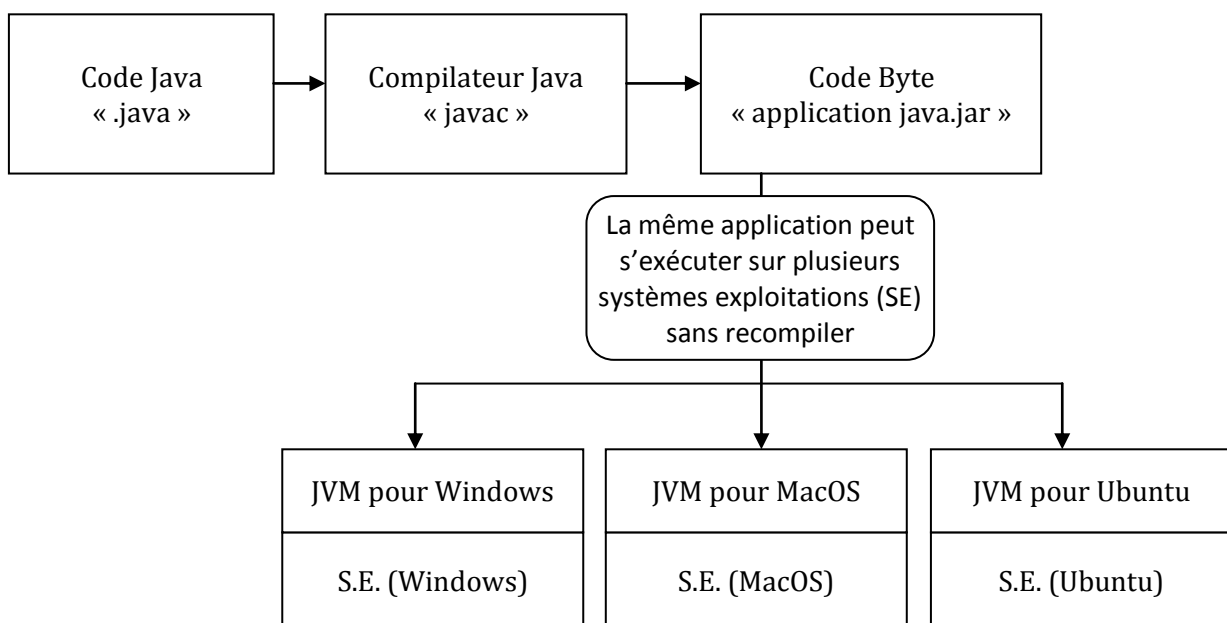 Code Java
« .java »
Compilateur Java
« javac »
Code Byte
« application java.jar »
La même application peut
s’exécuter sur plusieurs
systèmes exploitations (SE)
sans recompiler
JVM pour Windows
S.E. (Windows)
JVM pour MacOS
S.E. (MacOS)
JVM pour Ubuntu
S.E. (Ubuntu)